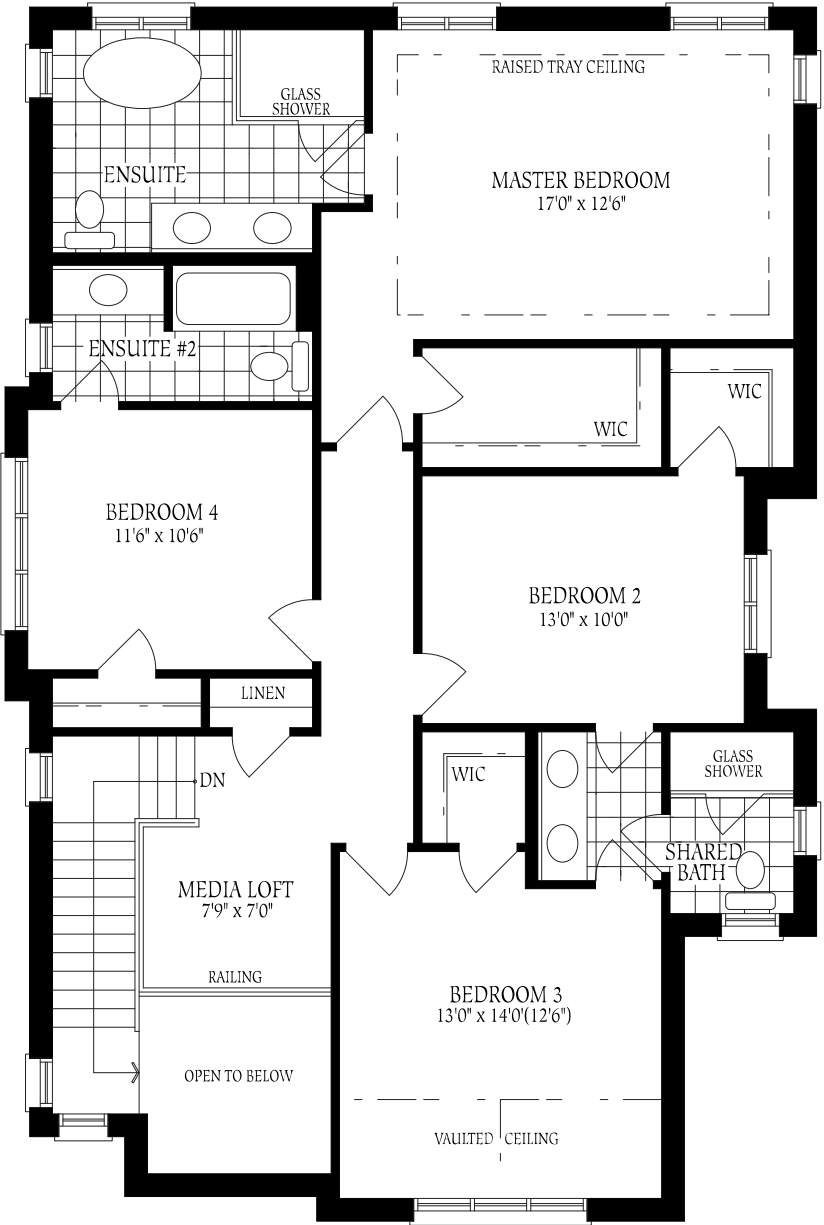 RAISED TRAY CEILING
GLASS
SHOWER
ENSUITE
MASTER BEDROOM
17'0" x 12'6"
ENSUITE #2
WIC
WIC
BEDROOM 4
11'6" x 10'6"
BEDROOM 2
13'0" x 10'0"
LINEN
DN
WIC
GLASS
SHOWER
SHARED
BATH
MEDIA LOFT
7'9" x 7'0"
RAILING
BEDROOM 3
13'0" x 14'0'(12'6")
OPEN TO BELOW
VAULTED CEILING